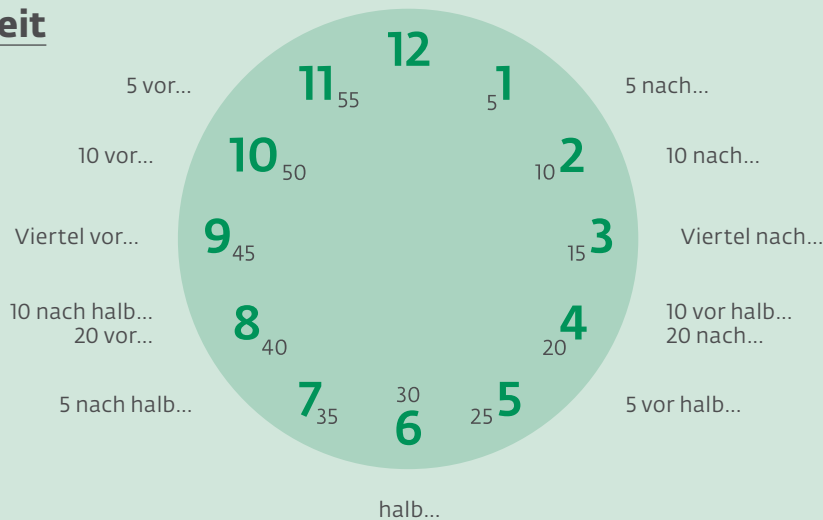 eit
12
11
55
1
5
5 vor...
5 nach...
10
50
2
10
10 vor...
10 nach...
9
45
3
15
Viertel vor...
Viertel nach...
8
40
4
20
10 nach halb...
20 vor...
10 vor halb...
20 nach...
7
35
30
6
5
25
5 nach halb...
5 vor halb...
halb...